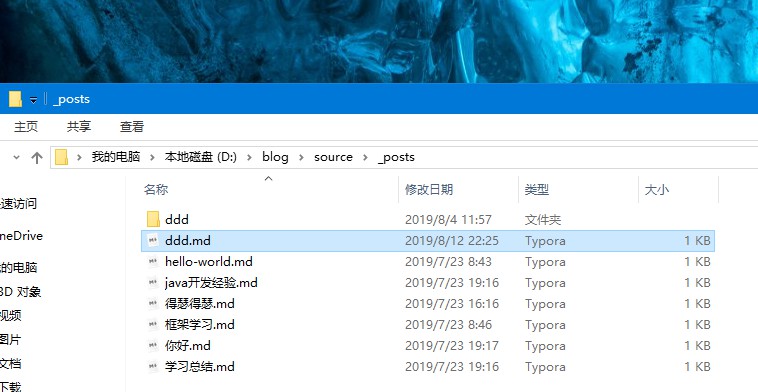 _posts
主页 共享 查看
我的电脑 本地磁盘 (D:) blog source _posts
名称 修改日期 类型 大小
速访问
neDrive
的电脑
3D 对象
视频
图片
文档
下载
ddd 2019/8/4 11:57 文件夹
ddd.md 2019/8/12 22:25 Typora 1 KB
hello-world.md 2019/7/23 8:43 Typora 1 KB
java开发经验.md 2019/7/23 19:16 Typora 1 KB
得瑟得瑟.md 2019/7/23 16:16 Typora 1 KB
框架学习.md 2019/7/23 8:46 Typora 1 KB
你好.md 2019/7/23 19:17 Typora 1 KB
学习总结.md 2019/7/23 19:16 Typora 1 KB